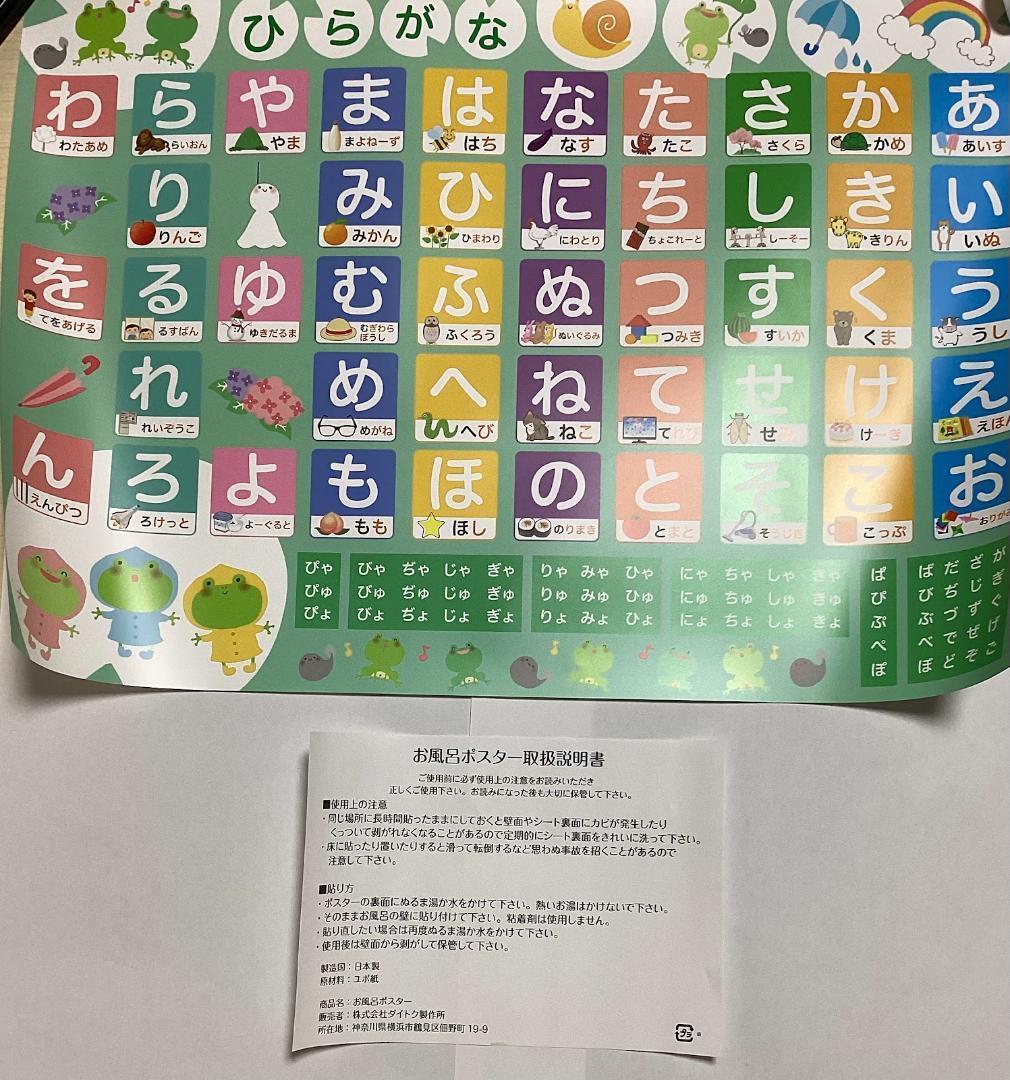 ひらがな
わ ら や ま は な た さ か あ
わたあめ らいおん やま まよねーず はち なす たこ さくら かめ あいす
り み ひ に ち し き い
りんご みかん ひまわり にわとり ちょこれーと しーそー きりん いぬ
を る ゆ む ふ ぬ つ す く う
てをあげる るすばん ゆきだるま むぎわらぼうし ふくろう ぬいぐるみ つみき すいか くま うし
れ め へ ね て せ け え
れいぞうこ めがね へび ねこ てれび せみ けーき えほん
ん ろ よ も ほ の と そ こ お
えんぴつ ろけっと よーぐると もも ほし のりまき とまと そうじき こっぷ おりがみ
ぴゃ びゃ ぢゃ じゃ ぎゃ りゃ みゃ ひゃ にゃ ちゃ しゃ きゃ ぱ ば だ ざ が
ぴゅ びゅ ぢゅ じゅ ぎゅ りゅ みゅ ひゅ にゅ ちゅ しゅ きゅ ぴ び ぢ じ ぎ
ぴょ びょ ぢょ じょ ぎょ りょ みょ ひょ にょ ちょ しょ きょ ぷ ぶ づ ず ぐ
ぺ べ で ぜ げ
ぽ ぼ ど ぞ ご
お風呂ポスター取扱説明書
ご使用前に必ず使用上の注意をお読みいただき
正しくご使用下さい。お読みになった後も大切に保管して下さい。
■使用上の注意
・同じ場所に長時間貼ったままにしておくと壁面やシート裏面にカビが発生したり
くっついて剥がれなくなることがあるので定期的にシート裏面をきれいに洗って下さい。
・床に貼ったり置いたりすると滑って転倒するなど思わぬ事故を招くことがあるので
注意して下さい。
■貼り方
・ポスターの裏面にぬるま湯か水をかけて下さい。熱いお湯はかけないで下さい。
・そのままお風呂の壁に貼り付けて下さい。粘着剤は使用しません。
・貼り直したい場合は再度ぬるま湯か水をかけて下さい。
・使用後は壁面から剥がして保管して下さい。
製造国：日本製
原材料：ユポ紙
商品名：お風呂ポスター
販売者：株式会社ダイトク製作所
所在地：神奈川県横浜市鶴見区佃野町 19-9
プラ